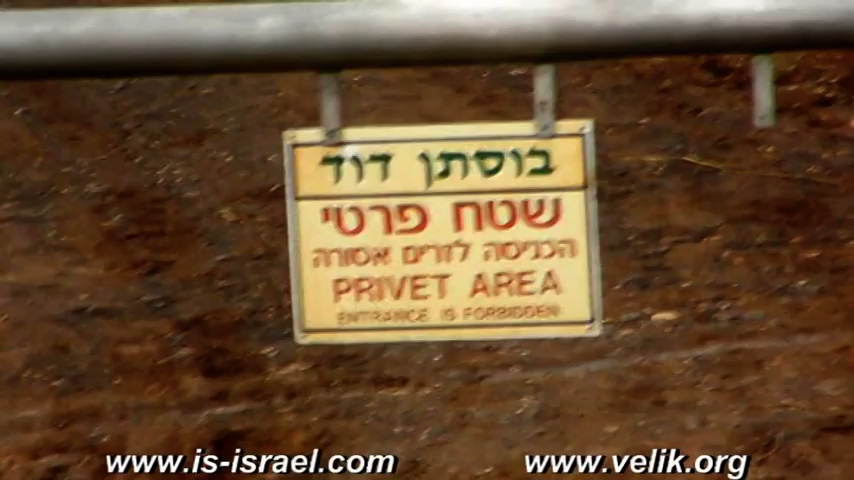 בוסתן דוד
שטח פרטי
הכניסה לזרים אסורה
PRIVET AREA
ENTRANCE IS FORBIDDEN
www.is-israel.com
www.velik.org